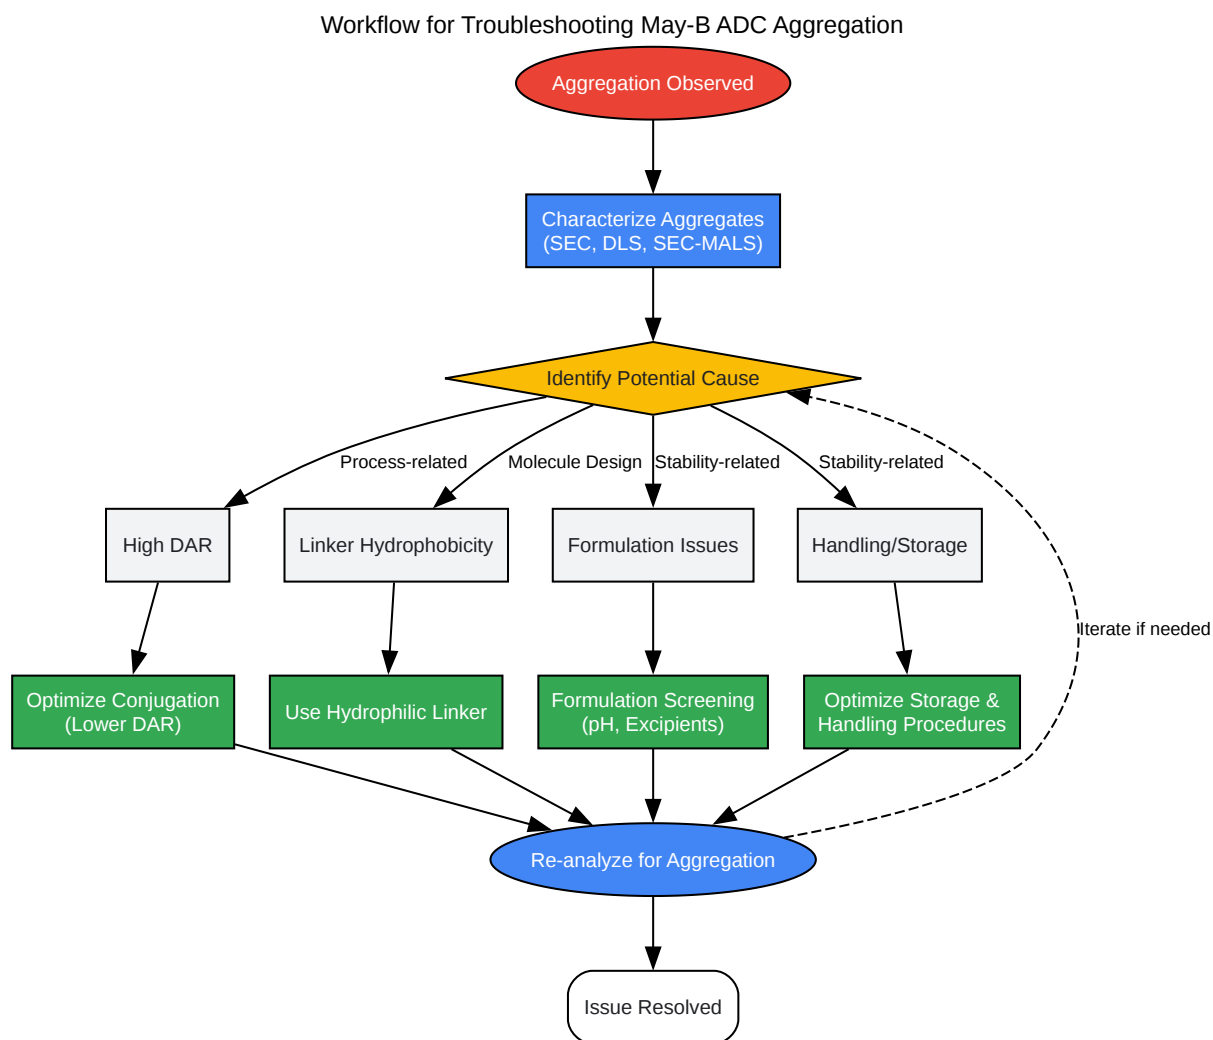 Workflow for Troubleshooting May-B ADC Aggregation
Aggregation Observed
Characterize Aggregates
(SEC, DLS, SEC-MALS)
Identify Potential Cause
Process-related
Molecule Design
Stability-related
Stability-related
High DAR
Linker Hydrophobicity
Formulation Issues
Handling/Storage
Iterate if needed
Optimize Conjugation
(Lower DAR)
Use Hydrophilic Linker
Formulation Screening
(pH, Excipients)
Optimize Storage &
Handling Procedures
Re-analyze for Aggregation
Issue Resolved